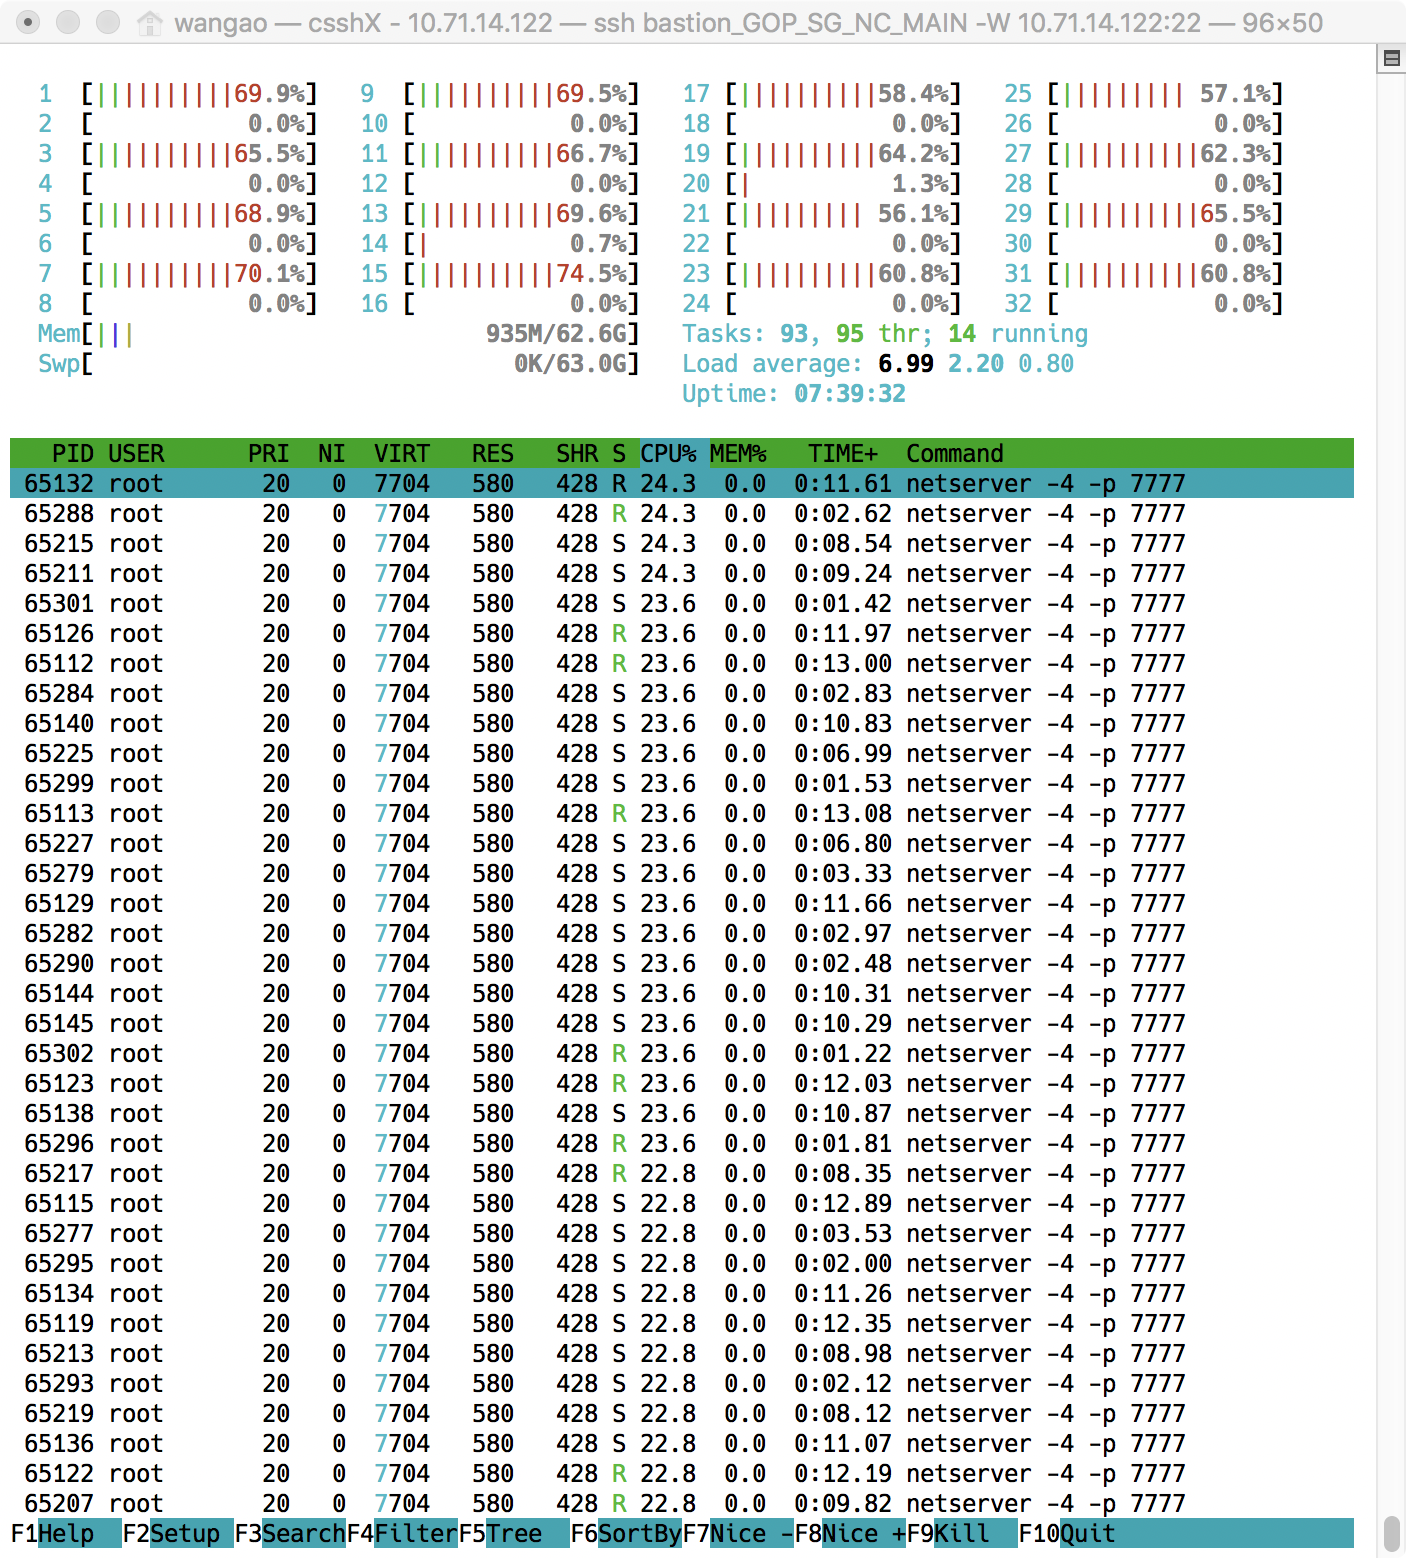 wangao — csshX - 10.71.14.122 — ssh bastion_GOP_SG_NC_MAIN -W 10.71.14.122:22 — 96×50
1 [|||||||||||69.9%] 9 [|||||||||||69.5%] 17 [||||||||||58.4%] 25 [||||||||| 57.1%]
2 [ 0.0%] 10 [ 0.0%] 18 [ 0.0%] 26 [ 0.0%]
3 [||||||||||65.5%] 11 [||||||||||66.7%] 19 [||||||||||64.2%] 27 [||||||||||62.3%]
4 [ 0.0%] 12 [ 0.0%] 20 [| 1.3%] 28 [ 0.0%]
5 [||||||||||68.9%] 13 [||||||||||69.6%] 21 [||||||||| 56.1%] 29 [||||||||||65.5%]
6 [ 0.0%] 14 [| 0.7%] 22 [ 0.0%] 30 [ 0.0%]
7 [||||||||||70.1%] 15 [||||||||||74.5%] 23 [||||||||||60.8%] 31 [||||||||||60.8%]
8 [ 0.0%] 16 [ 0.0%] 24 [ 0.0%] 32 [ 0.0%]
Mem[||| 935M/62.6G] Tasks: 93, 95 thr; 14 running
Swp[ 0K/63.0G] Load average: 6.99 2.20 0.80
Uptime: 07:39:32
PID USER PRI NI VIRT RES SHR S CPU% MEM% TIME+ Command
65132 root 20 0 7704 580 428 R 24.3 0.0 0:11.61 netserver -4 -p 7777
65288 root 20 0 7704 580 428 R 24.3 0.0 0:02.62 netserver -4 -p 7777
65215 root 20 0 7704 580 428 S 24.3 0.0 0:08.54 netserver -4 -p 7777
65211 root 20 0 7704 580 428 S 24.3 0.0 0:09.24 netserver -4 -p 7777
65301 root 20 0 7704 580 428 S 23.6 0.0 0:01.42 netserver -4 -p 7777
65126 root 20 0 7704 580 428 R 23.6 0.0 0:11.97 netserver -4 -p 7777
65112 root 20 0 7704 580 428 R 23.6 0.0 0:13.00 netserver -4 -p 7777
65284 root 20 0 7704 580 428 S 23.6 0.0 0:02.83 netserver -4 -p 7777
65140 root 20 0 7704 580 428 S 23.6 0.0 0:10.83 netserver -4 -p 7777
65225 root 20 0 7704 580 428 S 23.6 0.0 0:06.99 netserver -4 -p 7777
65299 root 20 0 7704 580 428 S 23.6 0.0 0:01.53 netserver -4 -p 7777
65113 root 20 0 7704 580 428 R 23.6 0.0 0:13.08 netserver -4 -p 7777
65227 root 20 0 7704 580 428 S 23.6 0.0 0:06.80 netserver -4 -p 7777
65279 root 20 0 7704 580 428 S 23.6 0.0 0:03.33 netserver -4 -p 7777
65129 root 20 0 7704 580 428 S 23.6 0.0 0:11.66 netserver -4 -p 7777
65282 root 20 0 7704 580 428 S 23.6 0.0 0:02.97 netserver -4 -p 7777
65290 root 20 0 7704 580 428 S 23.6 0.0 0:02.48 netserver -4 -p 7777
65144 root 20 0 7704 580 428 S 23.6 0.0 0:10.31 netserver -4 -p 7777
65145 root 20 0 7704 580 428 S 23.6 0.0 0:10.29 netserver -4 -p 7777
65302 root 20 0 7704 580 428 R 23.6 0.0 0:01.22 netserver -4 -p 7777
65123 root 20 0 7704 580 428 R 23.6 0.0 0:12.03 netserver -4 -p 7777
65138 root 20 0 7704 580 428 S 23.6 0.0 0:10.87 netserver -4 -p 7777
65296 root 20 0 7704 580 428 R 23.6 0.0 0:01.81 netserver -4 -p 7777
65217 root 20 0 7704 580 428 R 22.8 0.0 0:08.35 netserver -4 -p 7777
65115 root 20 0 7704 580 428 S 22.8 0.0 0:12.89 netserver -4 -p 7777
65277 root 20 0 7704 580 428 S 22.8 0.0 0:03.53 netserver -4 -p 7777
65295 root 20 0 7704 580 428 S 22.8 0.0 0:02.00 netserver -4 -p 7777
65134 root 20 0 7704 580 428 S 22.8 0.0 0:11.26 netserver -4 -p 7777
65119 root 20 0 7704 580 428 S 22.8 0.0 0:12.35 netserver -4 -p 7777
65213 root 20 0 7704 580 428 S 22.8 0.0 0:08.98 netserver -4 -p 7777
65293 root 20 0 7704 580 428 S 22.8 0.0 0:02.12 netserver -4 -p 7777
65219 root 20 0 7704 580 428 S 22.8 0.0 0:08.12 netserver -4 -p 7777
65136 root 20 0 7704 580 428 S 22.8 0.0 0:11.07 netserver -4 -p 7777
65122 root 20 0 7704 580 428 R 22.8 0.0 0:12.19 netserver -4 -p 7777
65207 root 20 0 7704 580 428 R 22.8 0.0 0:09.82 netserver -4 -p 7777
F1Help F2Setup F3SearchF4FilterF5Tree F6SortByF7Nice -F8Nice +F9Kill F10Quit